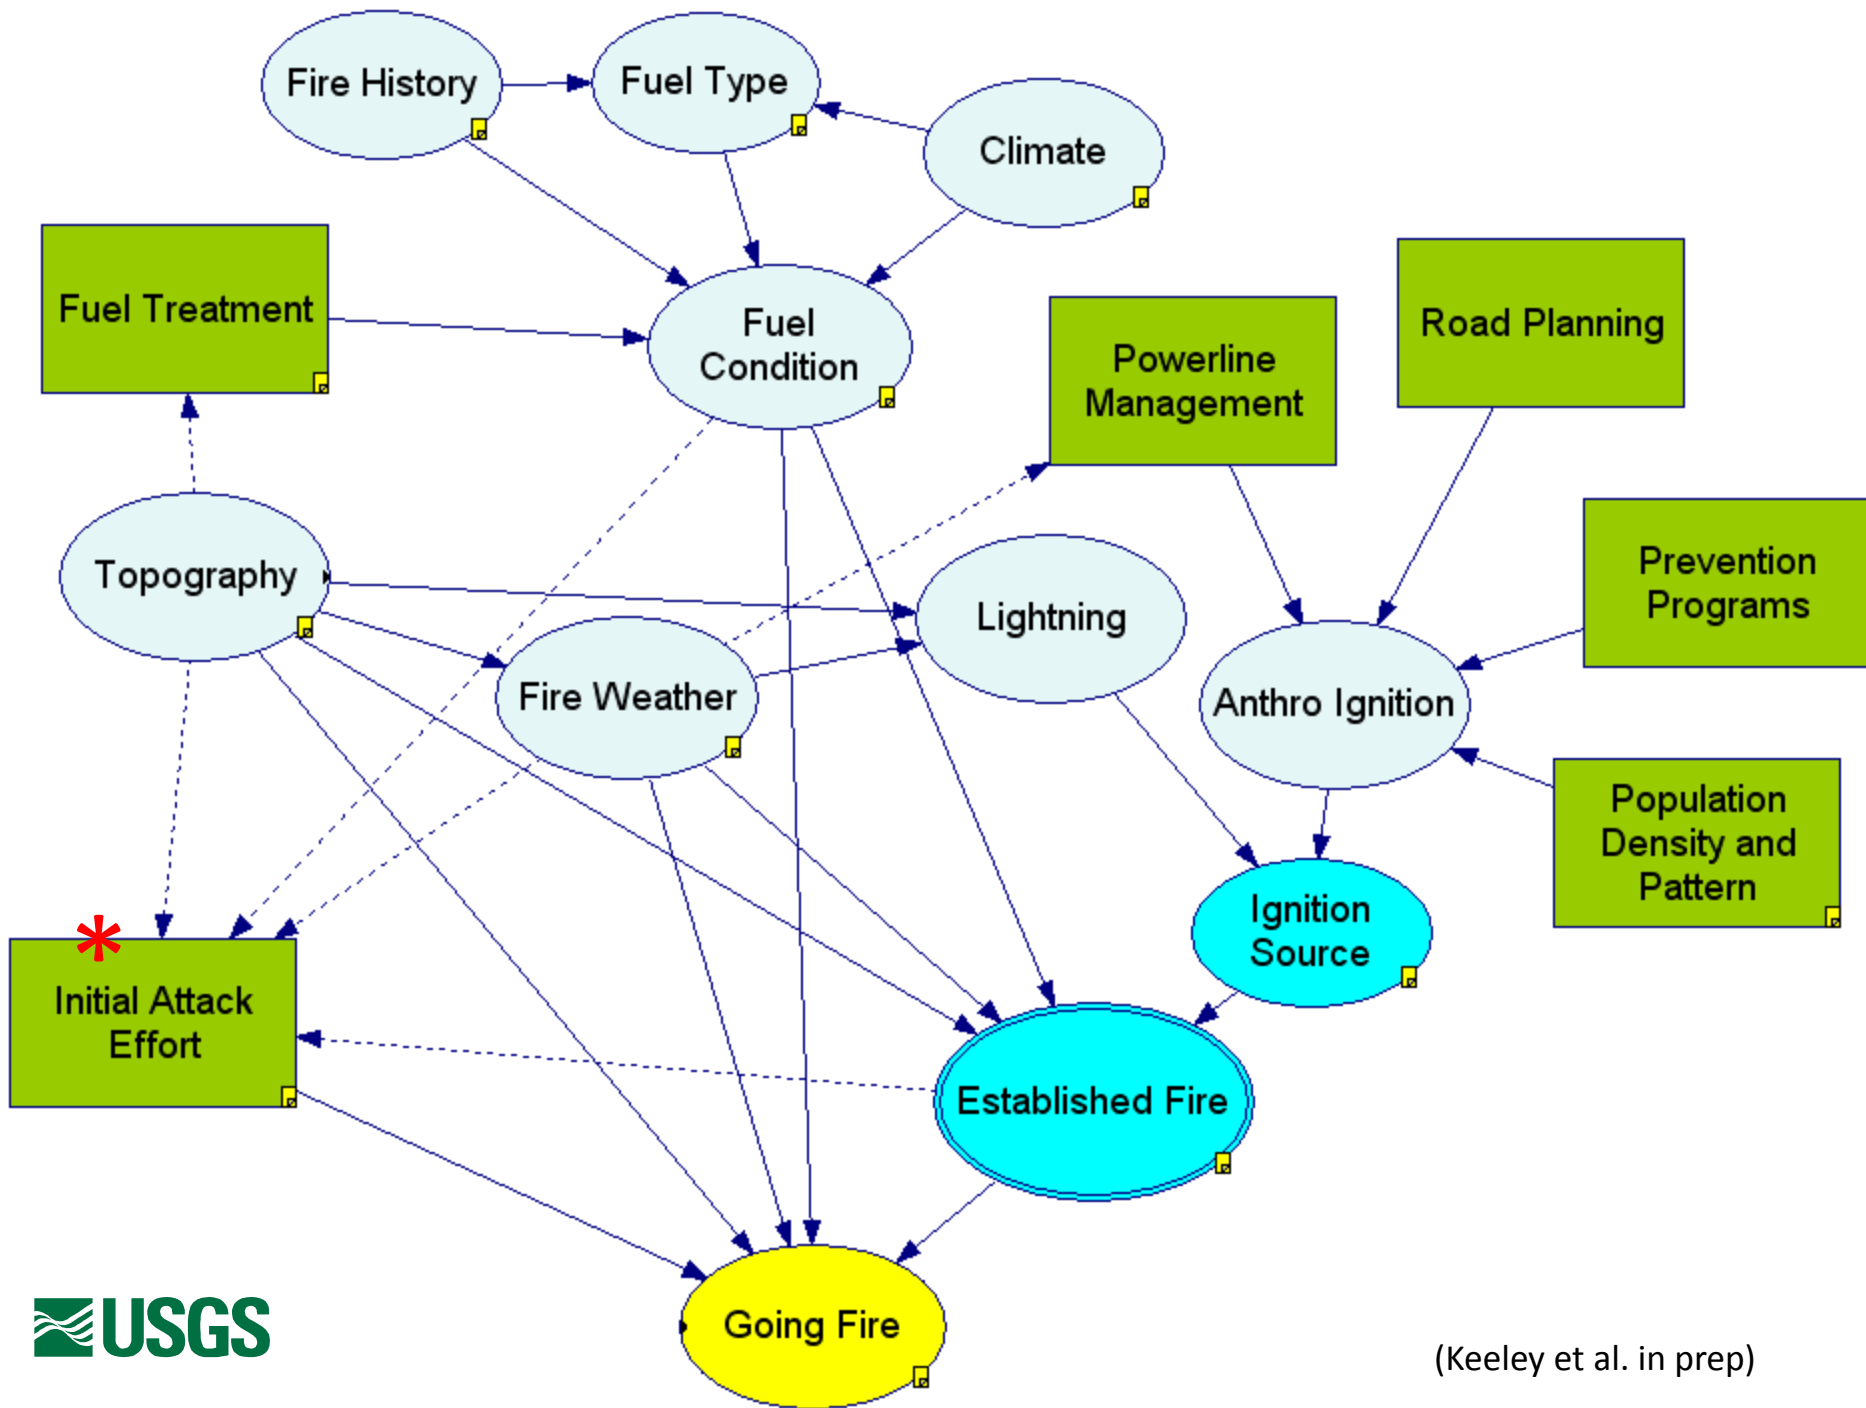 Fire History
Fuel Type
Climate
Fuel Treatment
Fuel
Condition
Powerline
Management
Road Planning
Topography
Lightning
Prevention
Programs
Fire Weather
Anthro Ignition
Population
Density and
Pattern
Ignition
Source
*
Initial Attack
Effort
Established Fire
Going Fire
USGS
(Keeley et al. in prep)